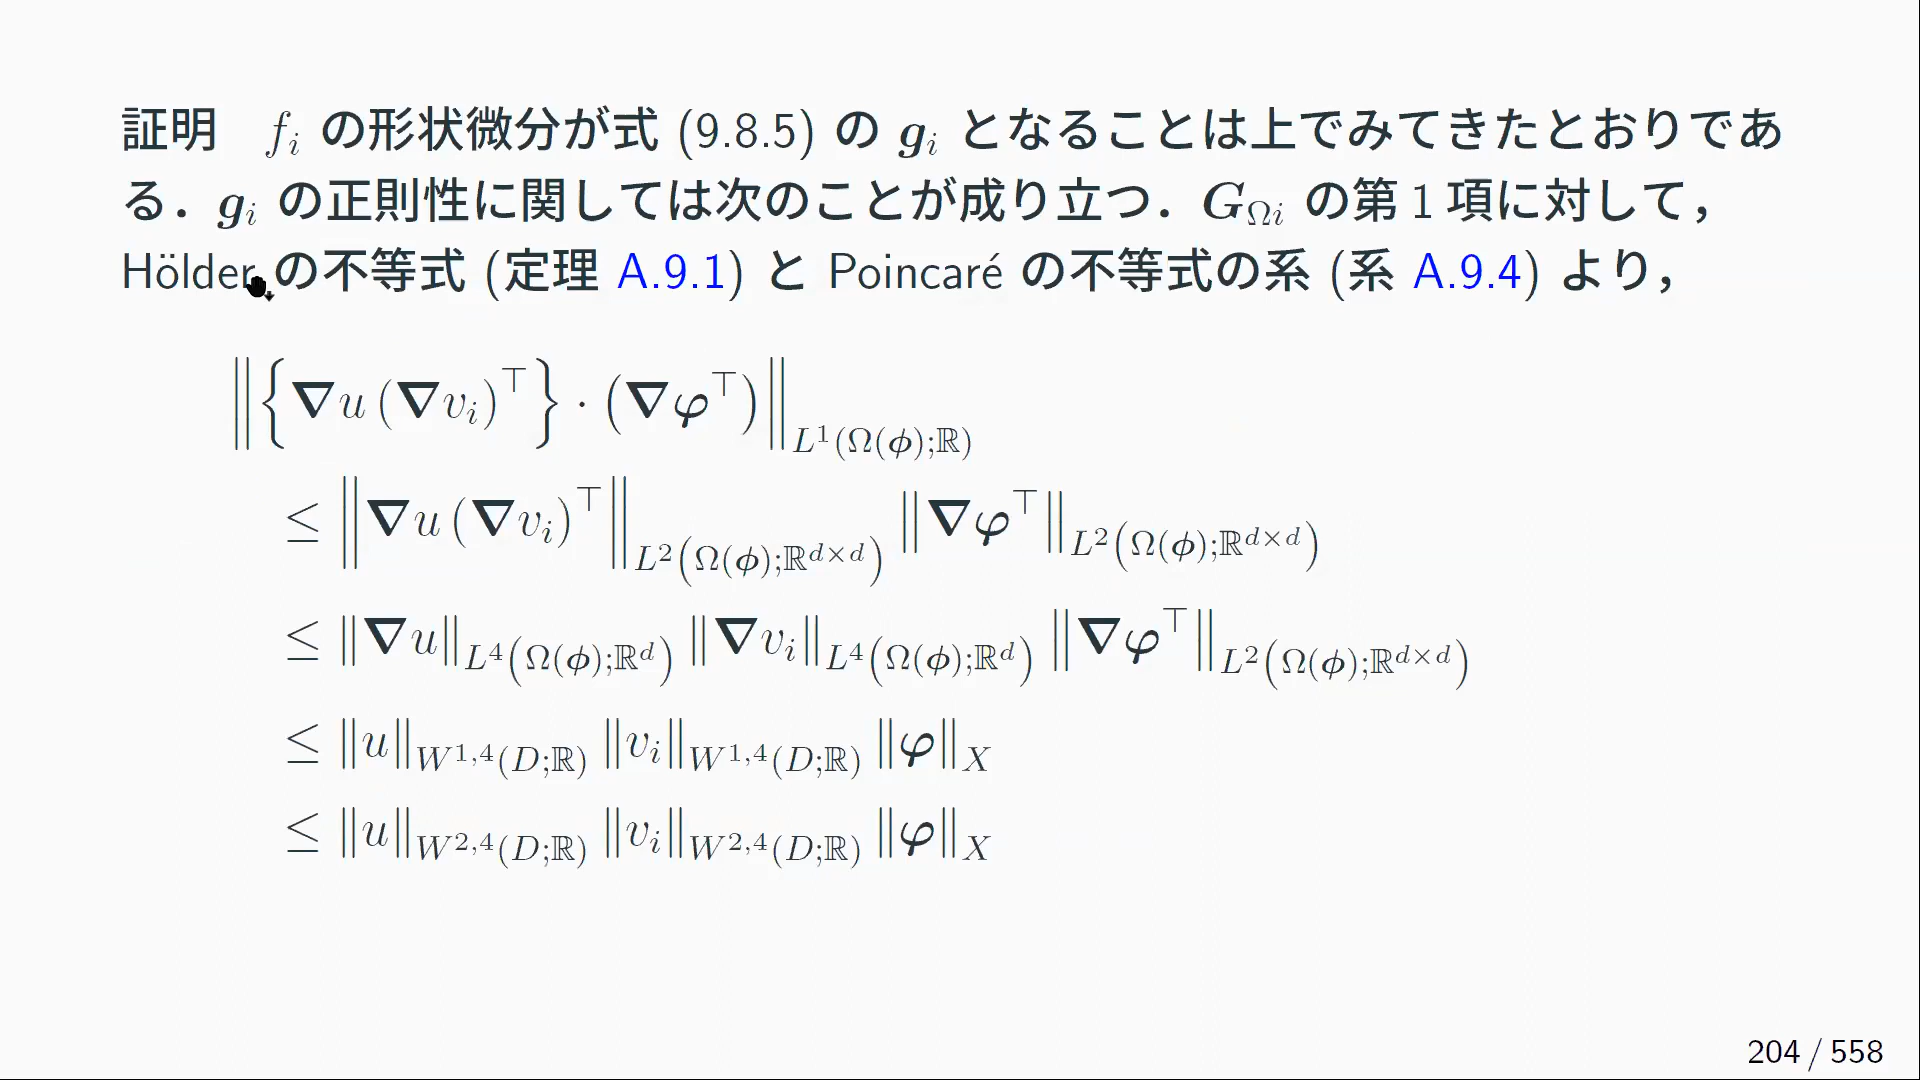 証明 f_i の形状微分が式 (9.8.5) の g_i となることは上でみてきたとおりであ
る．g_i の正則性に関しては次のことが成り立つ．G_{Ωi} の第 1 項に対して，
Hölder の不等式 (定理 A.9.1) と Poincaré の不等式の系 (系 A.9.4) より，
‖{∇u (∇v_i)^⊤} · (∇φ^⊤)‖_{L^1(Ω(ϕ);ℝ)}
≤ ‖∇u (∇v_i)^⊤‖_{L^2(Ω(ϕ);ℝ^{d×d})} ‖∇φ^⊤‖_{L^2(Ω(ϕ);ℝ^{d×d})}
≤ ‖∇u‖_{L^4(Ω(ϕ);ℝ^d)} ‖∇v_i‖_{L^4(Ω(ϕ);ℝ^d)} ‖∇φ^⊤‖_{L^2(Ω(ϕ);ℝ^{d×d})}
≤ ‖u‖_{W^{1,4}(D;ℝ)} ‖v_i‖_{W^{1,4}(D;ℝ)} ‖φ‖_X
≤ ‖u‖_{W^{2,4}(D;ℝ)} ‖v_i‖_{W^{2,4}(D;ℝ)} ‖φ‖_X
204 / 558